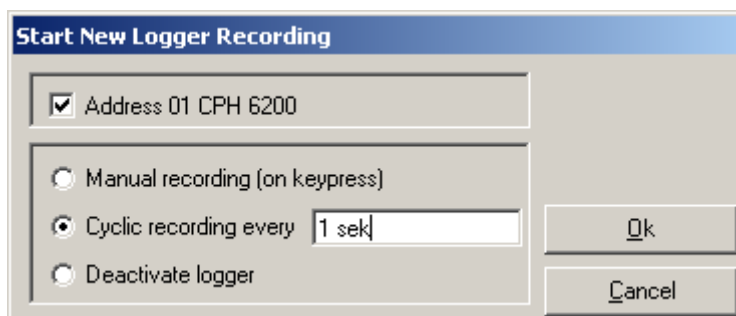 Start New Logger Recording
Address 01 CPH 6200
Manual recording (on keypress)
Cyclic recording every 1 sek
Ok
Deactivate logger
Cancel